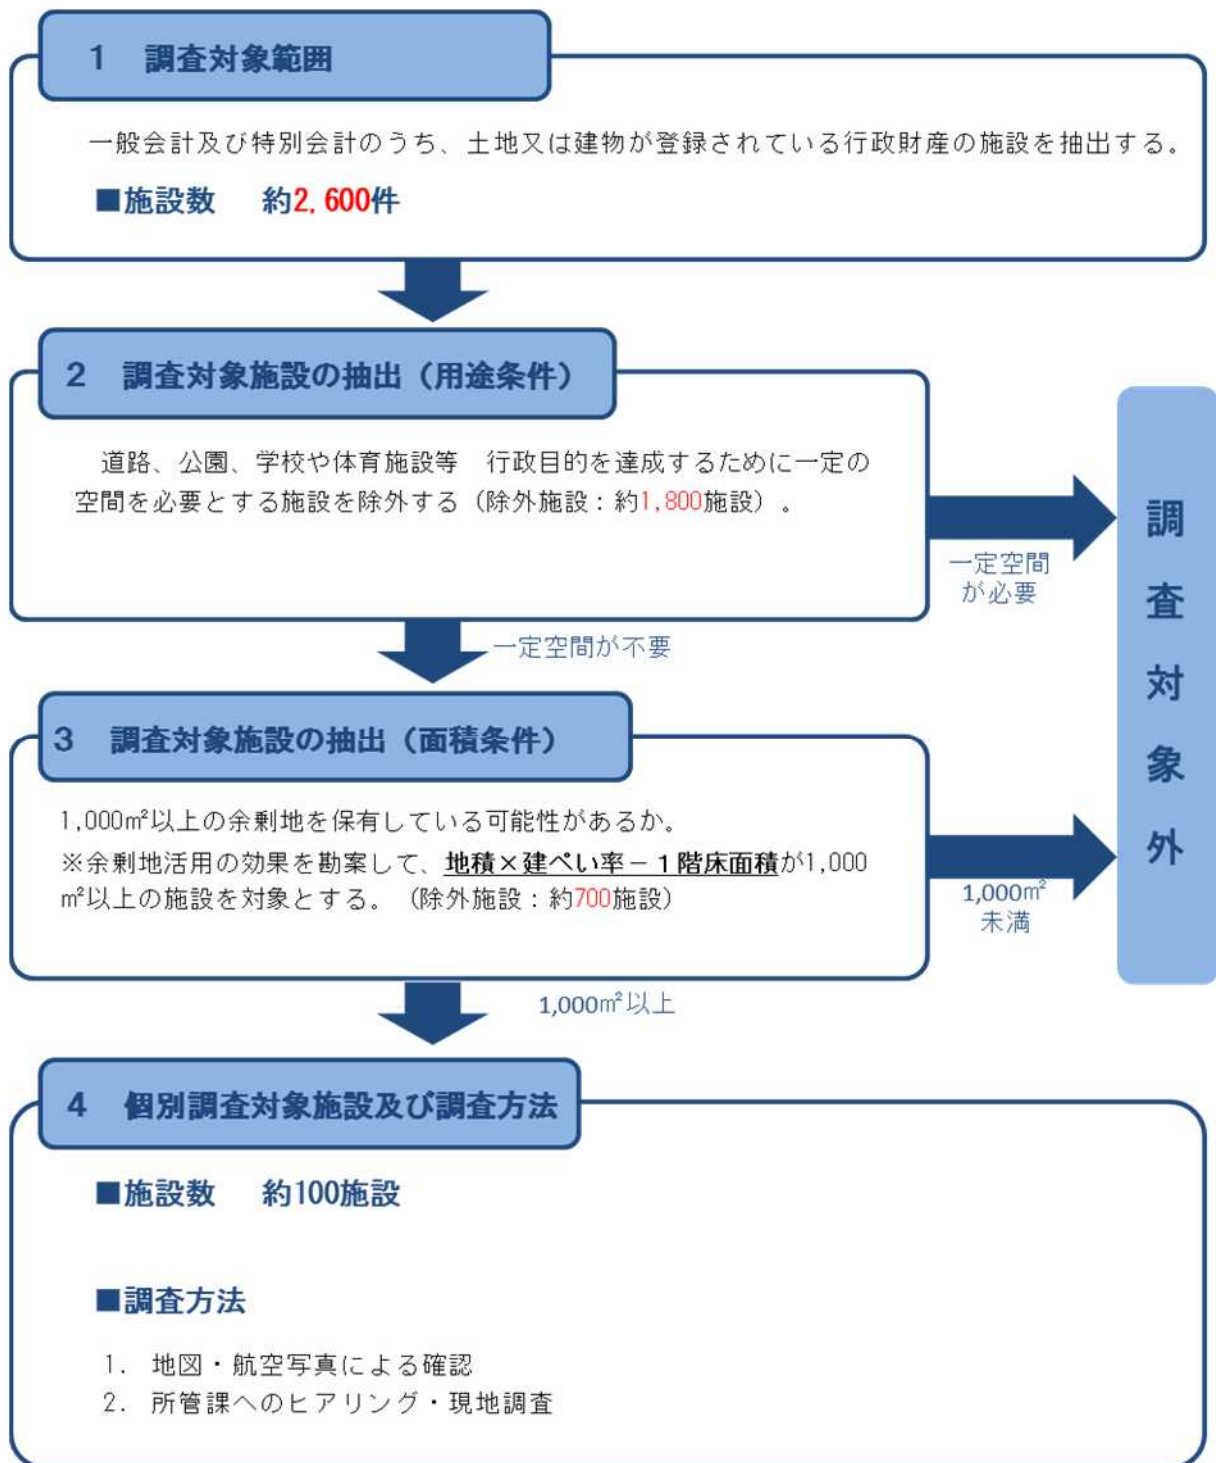 1 調査対象範囲
一般会計及び特別会計のうち、土地又は建物が登録されている行政財産の施設を抽出する。
■施設数 約2,600件
2 調査対象施設の抽出（用途条件）
道路、公園、学校や体育施設等 行政目的を達成するために一定の
空間を必要とする施設を除外する（除外施設：約1,800施設）。
一定空間
が必要
一定空間が不要
3 調査対象施設の抽出（面積条件）
1,000㎡以上の余剰地を保有している可能性があるか。
※余剰地活用の効果を勘案して、地積×建ぺい率－１階床面積が1,000
㎡以上の施設を対象とする。（除外施設：約700施設）
1,000㎡
未満
1,000㎡以上
調査対象外
4 個別調査対象施設及び調査方法
■施設数 約100施設
■調査方法
1. 地図・航空写真による確認
2. 所管課へのヒアリング・現地調査